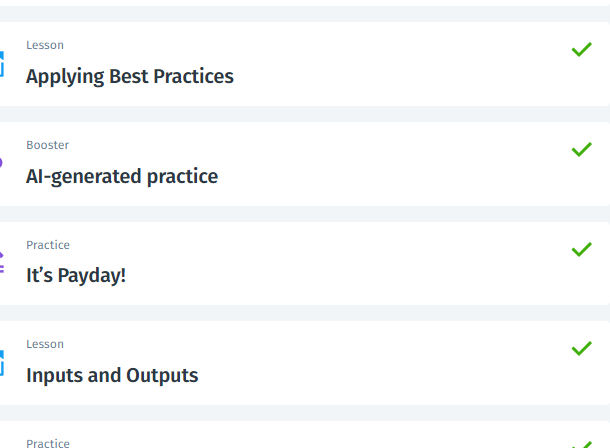 Lesson
Applying Best Practices
Booster
AI-generated practice
Practice
It's Payday!
Lesson
Inputs and Outputs
Practice